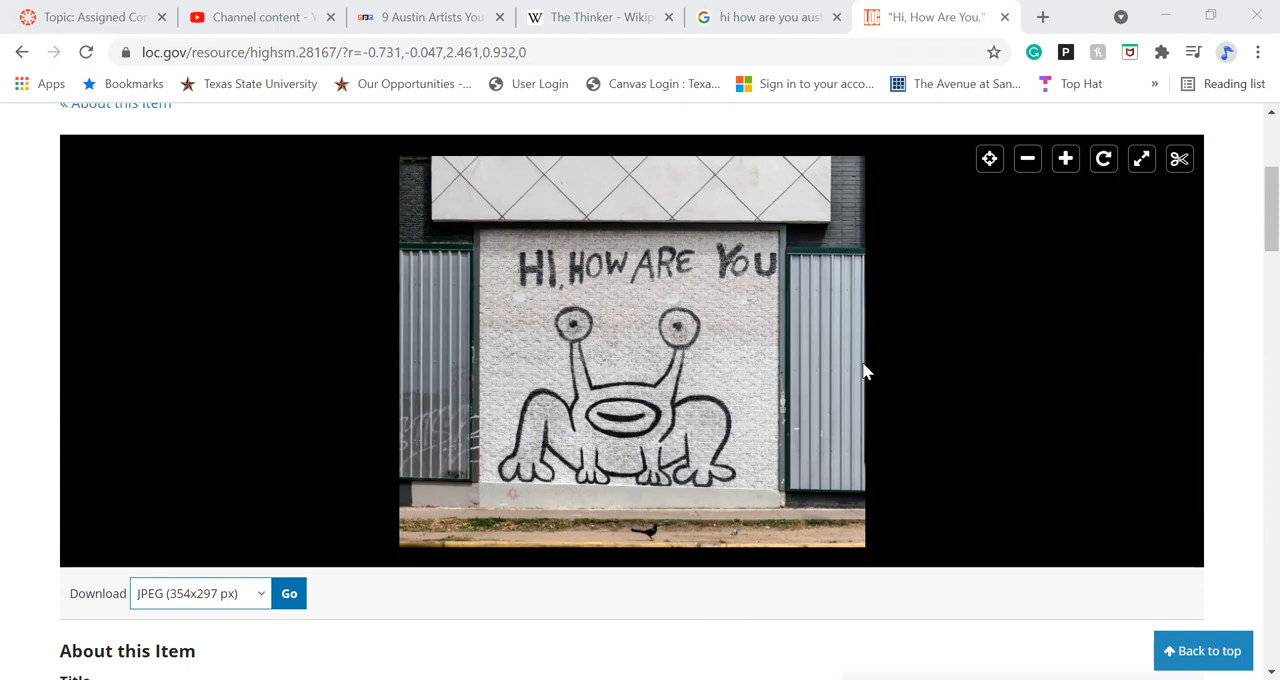 Topic: Assigned Cor
Channel content - Y
9 Austin Artists You
The Thinker - Wikip
hi how are you aust
"Hi, How Are You,"
loc.gov/resource/highsm.28167/?r=-0.731,-0.047,2.461,0.932,0
Apps
Bookmarks
Texas State University
Our Opportunities -...
User Login
Canvas Login : Texa...
Sign in to your acco...
The Avenue at San...
Top Hat
»
Reading list
« About this Item
HI, HOW ARE YOU
Download
JPEG (354x297 px)
Go
About this Item
Back to top
Title